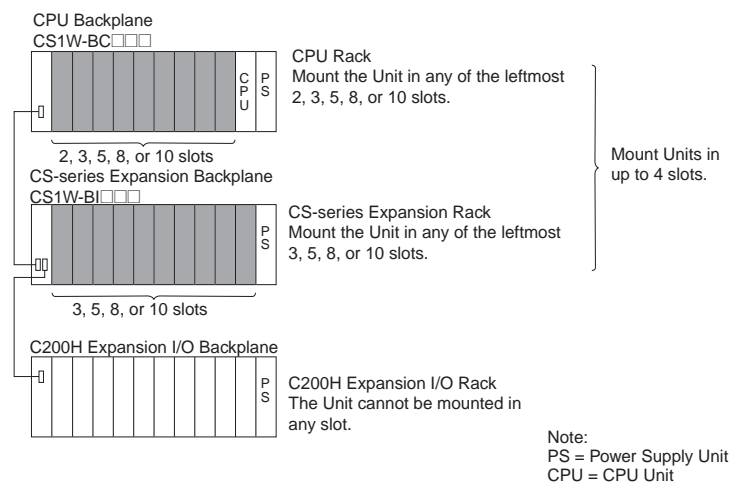 CPU Backplane
CS1W-BC□□□
CPU
PS
CPU Rack
Mount the Unit in any of the leftmost
2, 3, 5, 8, or 10 slots.
2, 3, 5, 8, or 10 slots
Mount Units in
up to 4 slots.
CS-series Expansion Backplane
CS1W-BI□□□
PS
CS-series Expansion Rack
Mount the Unit in any of the leftmost
3, 5, 8, or 10 slots.
3, 5, 8, or 10 slots
C200H Expansion I/O Backplane
PS
C200H Expansion I/O Rack
The Unit cannot be mounted in
any slot.
Note:
PS = Power Supply Unit
CPU = CPU Unit